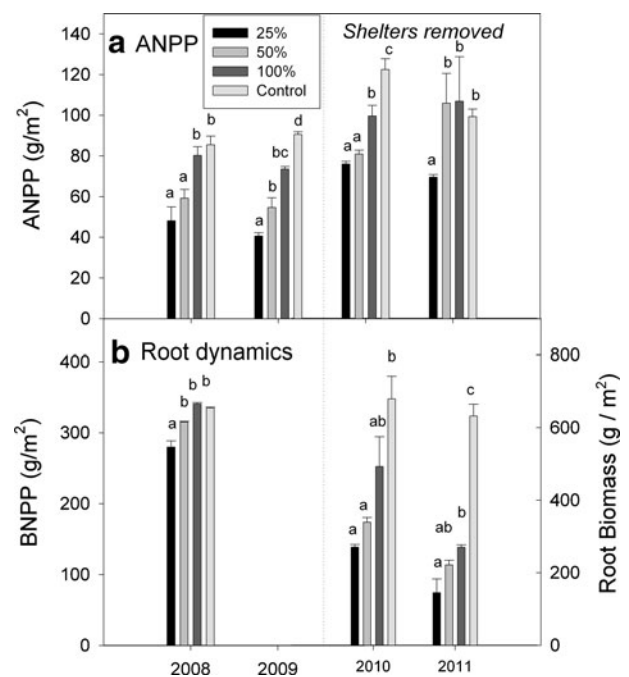 a ANPP
25%
50%
100%
Control
Shelters removed
ANPP (g/m²)
140
120
100
80
60
40
20
0
a
a
b
b
a
b
bc
d
a
a
b
c
a
b
b
b
b Root dynamics
BNPP (g/m²)
400
300
200
100
0
a
b
b
b
a
a
ab
b
a
ab
b
c
Root Biomass (g / m²)
800
600
400
200
0
2008 2009 2010 2011